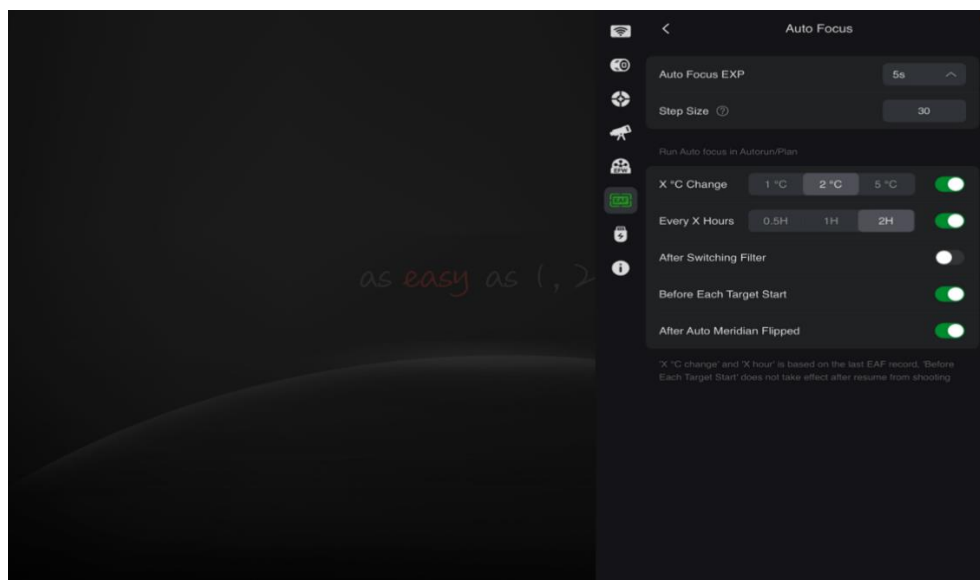 Auto Focus
Auto Focus EXP 5s
Step Size ? 30
Run Auto focus in Autorun/Plan
X °C Change 1 °C 2 °C 5 °C
EFW
Every X Hours 0.5H 1H 2H
EAF
After Switching Filter
as easy as 1, 2
Before Each Target Start
After Auto Meridian Flipped
'X °C change' and 'X hour' is based on the last EAF record, 'Before
Each Target Start' does not take effect after resume from shooting